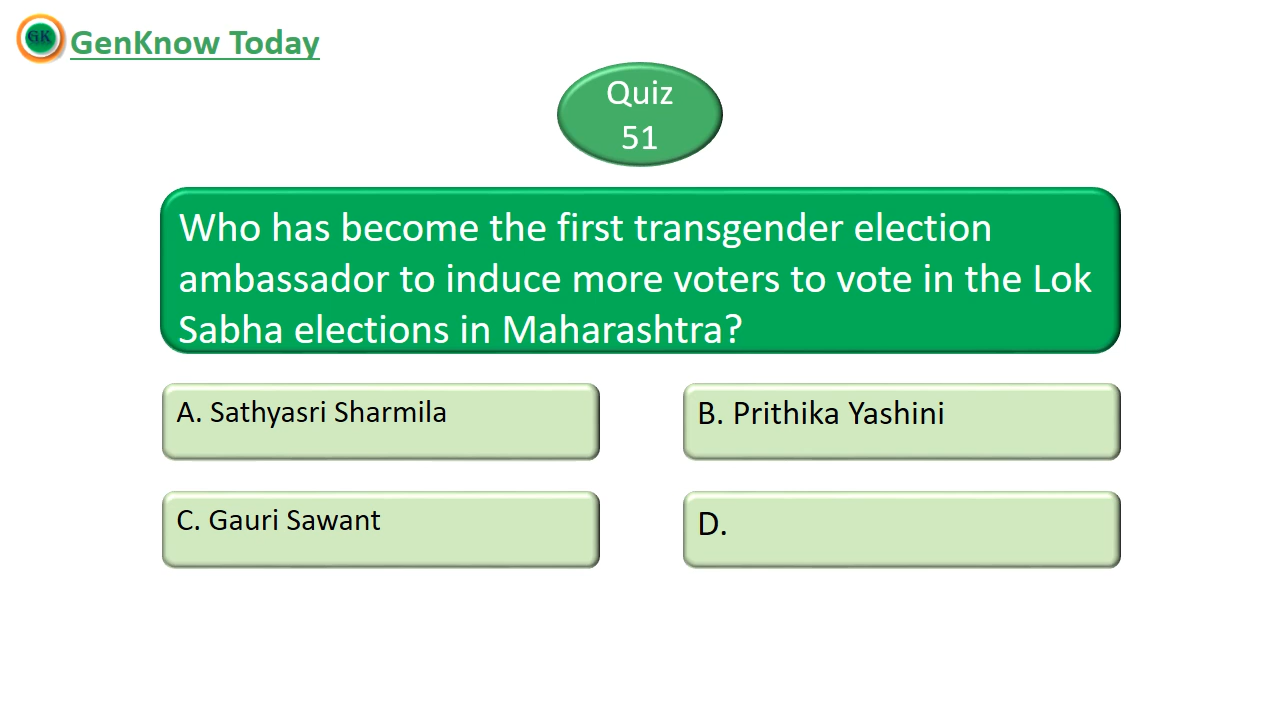 GK
GenKnow Today
Quiz
51
Who has become the first transgender election
ambassador to induce more voters to vote in the Lok
Sabha elections in Maharashtra?
A. Sathyasri Sharmila
B. Prithika Yashini
C. Gauri Sawant
D.